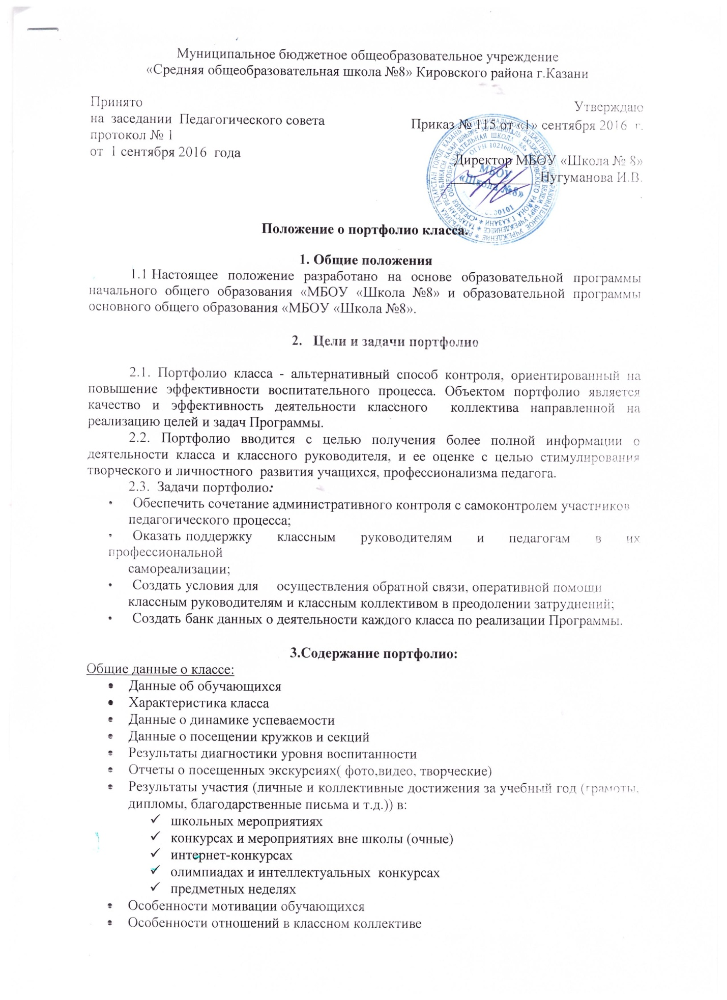 Муниципальное бюджетное общеобразовательное учреждение
«Средняя общеобразовательная школа №8» Кировского района г.Казани
Принято
на заседании Педагогического совета
протокол № 1
от 1 сентября 2016 года
Утверждаю
Приказ № 115 от «1» сентября 2016 г.
Директор МБОУ «Школа № 8»
Нугуманова И.В.
МБОУ
«Школа №8»
Положение о портфолио класса.
1. Общие положения
1.1 Настоящее положение разработано на основе образовательной программы
начального общего образования «МБОУ «Школа №8» и образовательной программы
основного общего образования «МБОУ «Школа №8».
2. Цели и задачи портфолио
2.1. Портфолио класса - альтернативный способ контроля, ориентированный на
повышение эффективности воспитательного процесса. Объектом портфолио является
качество и эффективность деятельности классного коллектива направленной на
реализацию целей и задач Программы.
2.2. Портфолио вводится с целью получения более полной информации о
деятельности класса и классного руководителя, и ее оценке с целью стимулирования
творческого и личностного развития учащихся, профессионализма педагога.
2.3. Задачи портфолио:
• Обеспечить сочетание административного контроля с самоконтролем участников
педагогического процесса;
• Оказать поддержку классным руководителям и педагогам в их
профессиональной
самореализации;
• Создать условия для осуществления обратной связи, оперативной помощи
классным руководителям и классным коллективом в преодолении затруднений;
• Создать банк данных о деятельности каждого класса по реализации Программы.
3.Содержание портфолио:
Общие данные о классе:
• Данные об обучающихся
• Характеристика класса
• Данные о динамике успеваемости
• Данные о посещении кружков и секций
• Результаты диагностики уровня воспитанности
• Отчеты о посещенных экскурсиях( фото,видео, творческие)
• Результаты участия (личные и коллективные достижения за учебный год (грамоты,
дипломы, благодарственные письма и т.д.)) в:
✓ школьных мероприятиях
✓ конкурсах и мероприятиях вне школы (очные)
✓ интернет-конкурсах
✓ олимпиадах и интеллектуальных конкурсах
✓ предметных неделях
• Особенности мотивации обучающихся
• Особенности отношений в классном коллективе